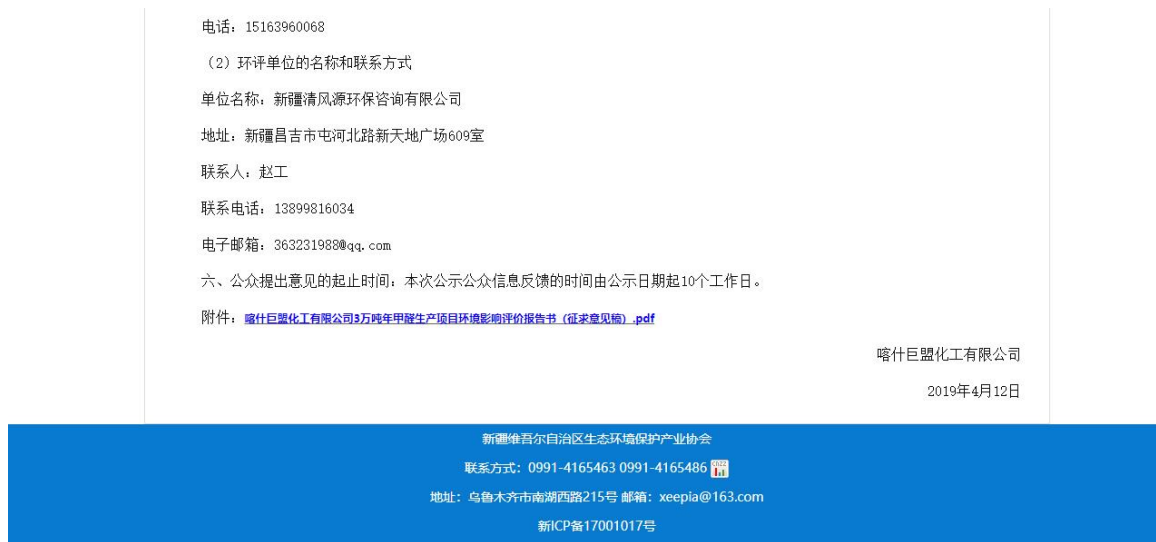 电话：15163960068
（2）环评单位的名称和联系方式
单位名称：新疆清风源环保咨询有限公司
地址：新疆昌吉市屯河北路新天地广场609室
联系人：赵工
联系电话：13899816034
电子邮箱：363231988@qq.com
六、公众提出意见的起止时间：本次公示公众信息反馈的时间由公示日期起10个工作日。
附件：喀什巨盟化工有限公司3万吨年甲醛生产项目环境影响评价报告书（征求意见稿）.pdf
喀什巨盟化工有限公司
2019年4月12日
新疆维吾尔自治区生态环境保护产业协会
联系方式：0991-4165463 0991-4165486
地址：乌鲁木齐市南湖西路215号 邮箱：xeepia@163.com
新ICP备17001017号